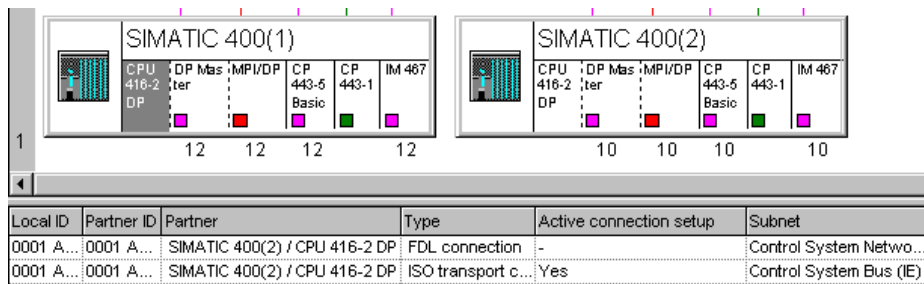 SIMATIC 400(1)
CPU 416-2 DP
DP Mas ter
MPI/DP
CP 443-5 Basic
CP 443-1
IM 467
12 12 12 12
SIMATIC 400(2)
CPU 416-2 DP
DP Mas ter
MPI/DP
CP 443-5 Basic
CP 443-1
IM 467
10 10 10 10
1
Local ID Partner ID Partner Type Active connection setup Subnet
0001 A... 0001 A... SIMATIC 400(2) / CPU 416-2 DP FDL connection - Control System Netwo...
0001 A... 0001 A... SIMATIC 400(2) / CPU 416-2 DP ISO transport c... Yes Control System Bus (IE)